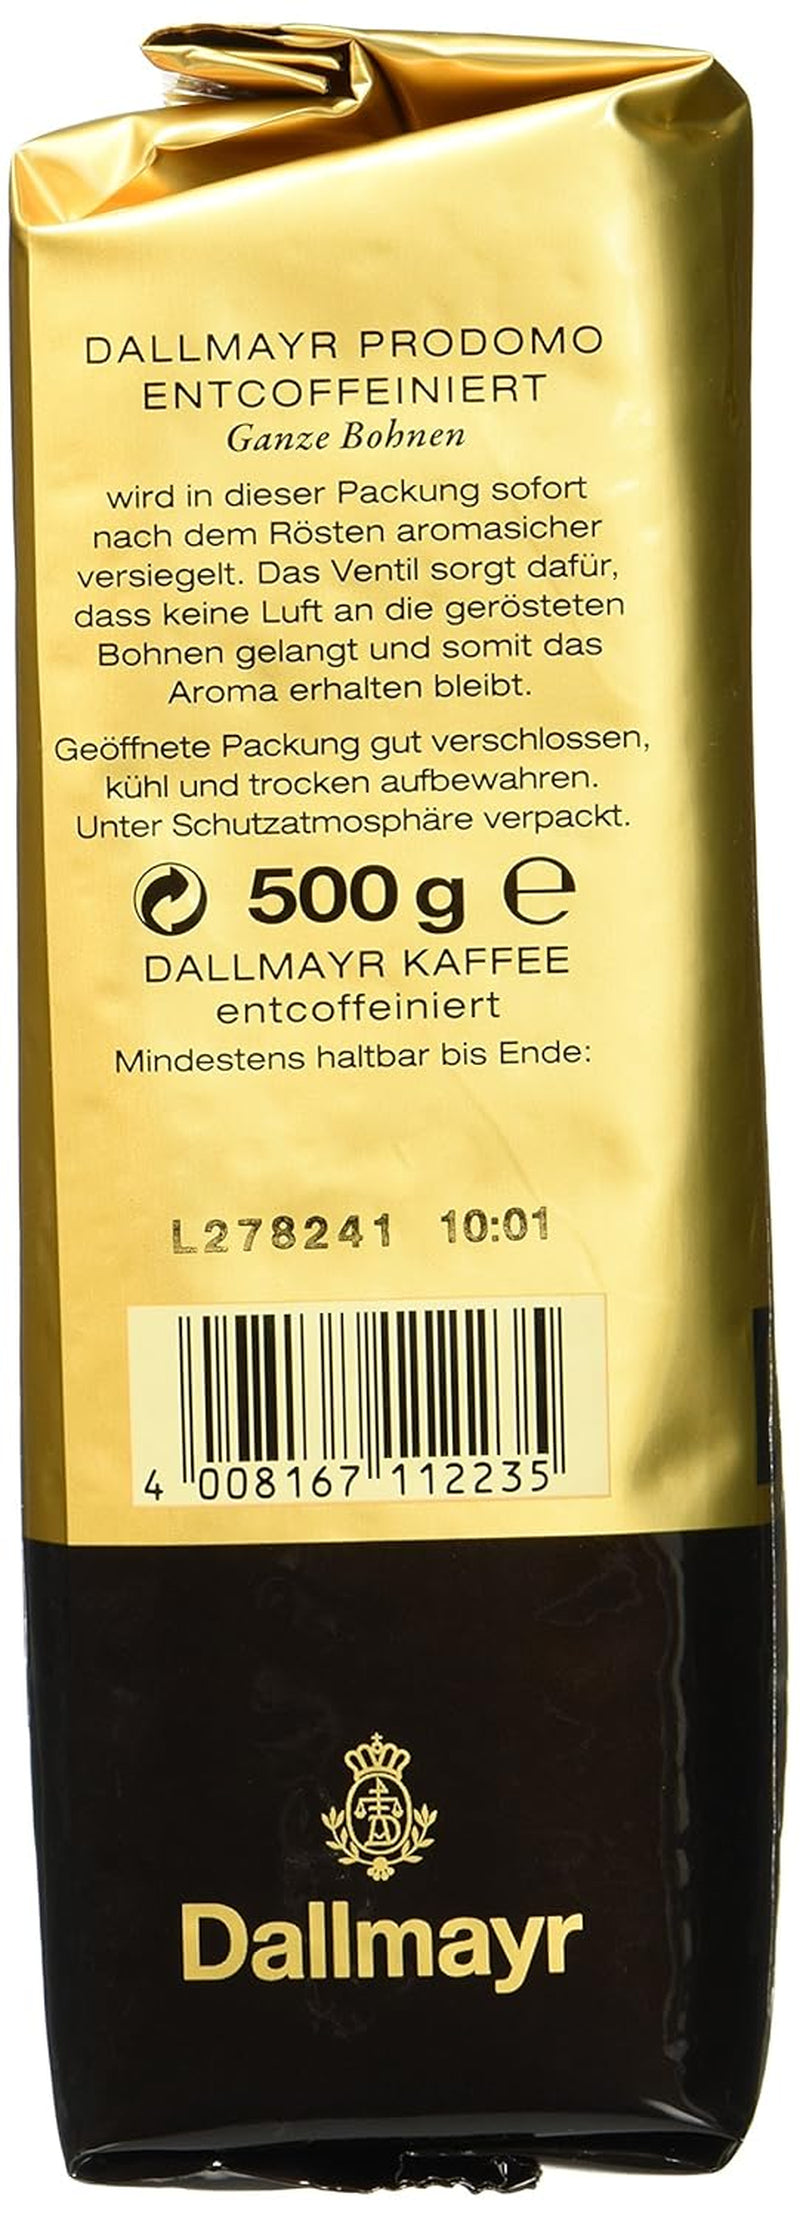 DALLMAYR PRODOMO
ENTCOFFEINIERT
Ganze Bohnen
wird in dieser Packung sofort
nach dem Rösten aromasicher
versiegelt. Das Ventil sorgt dafür,
dass keine Luft an die gerösteten
Bohnen gelangt und somit das
Aroma erhalten bleibt.
Geöffnete Packung gut verschlossen,
kühl und trocken aufbewahren.
Unter Schutzatmosphäre verpackt.
500 g ℮
DALLMAYR KAFFEE
entcoffeiniert
Mindestens haltbar bis Ende:
L278241 10:01
4 008167 112235
Dallmayr